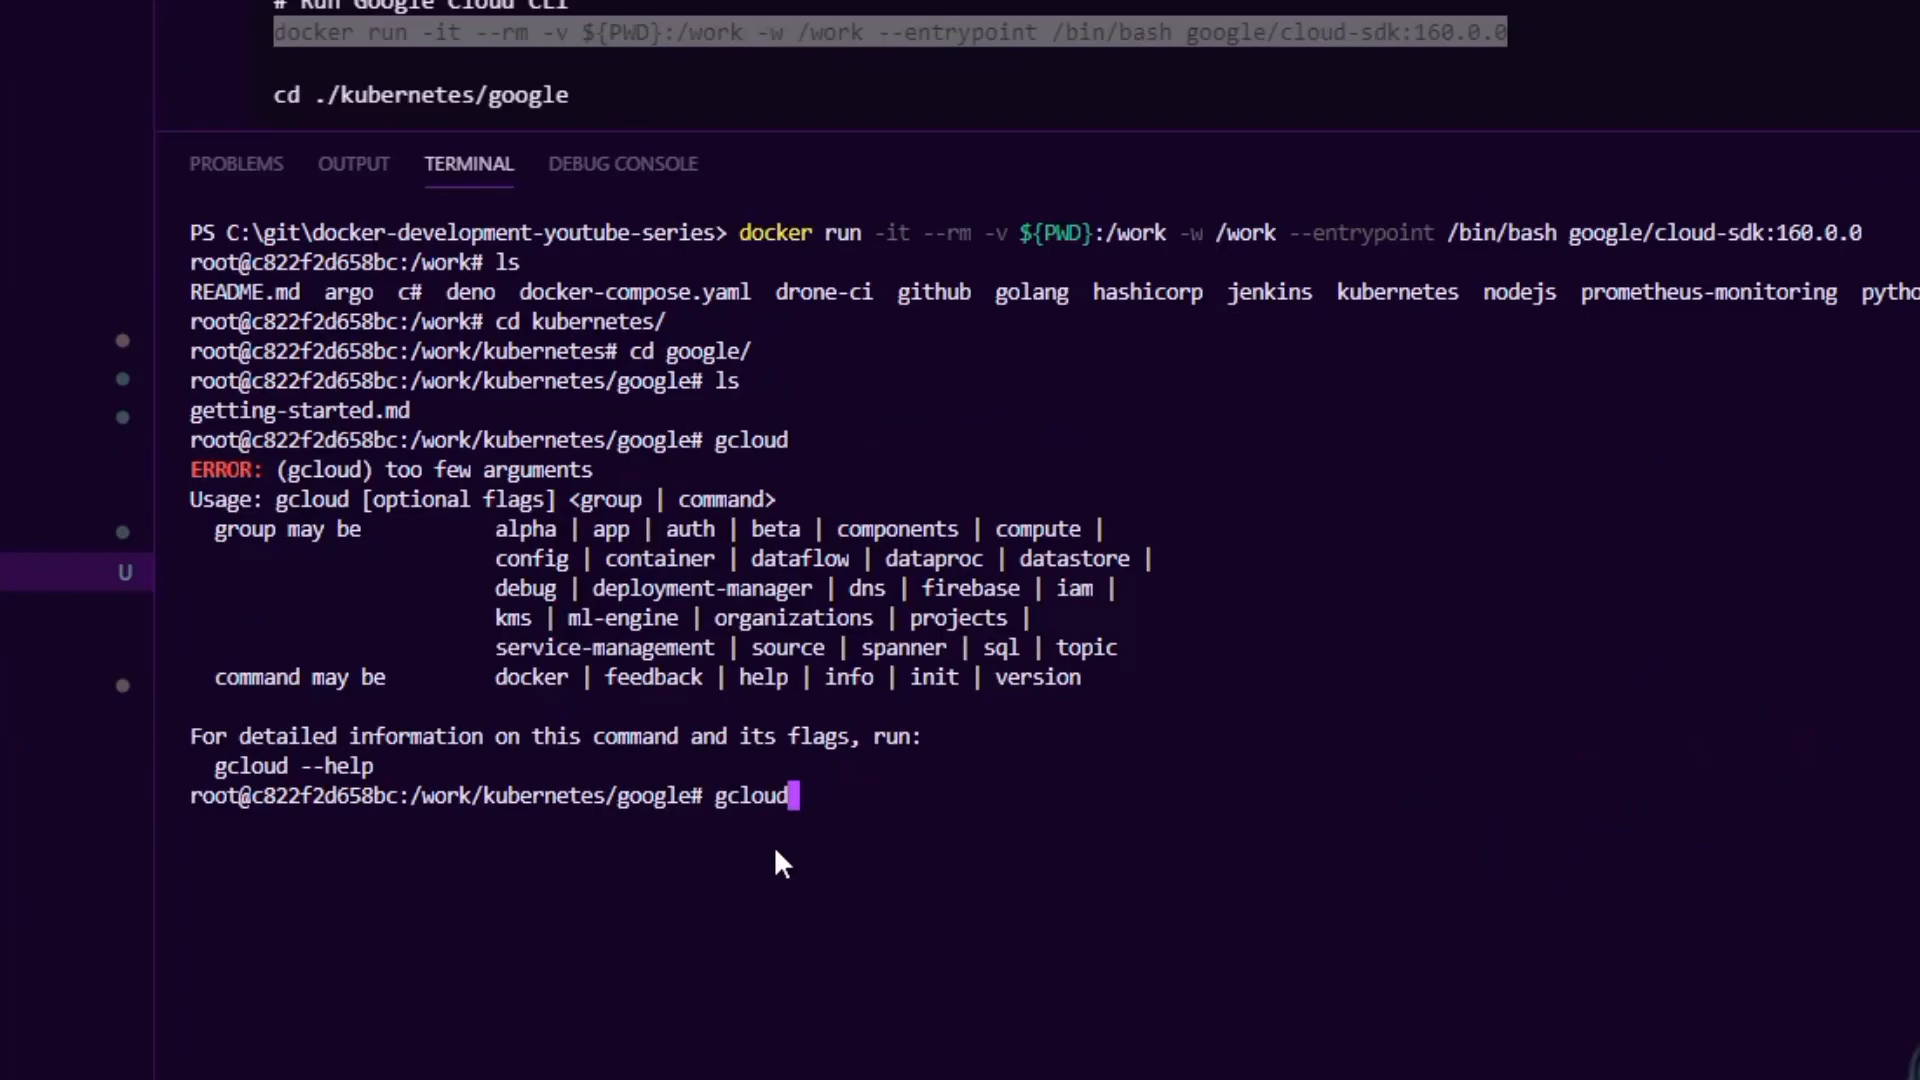 # Run Google Cloud CLI
docker run -it --rm -v ${PWD}:/work -w /work --entrypoint /bin/bash google/cloud-sdk:160.0.0
cd ./kubernetes/google
PROBLEMS OUTPUT TERMINAL DEBUG CONSOLE
PS C:\git\docker-development-youtube-series> docker run -it --rm -v ${PWD}:/work -w /work --entrypoint /bin/bash google/cloud-sdk:160.0.0
root@c822f2d658bc:/work# ls
README.md argo c# deno docker-compose.yaml drone-ci github golang hashicorp jenkins kubernetes nodejs prometheus-monitoring pytho
root@c822f2d658bc:/work# cd kubernetes/
root@c822f2d658bc:/work/kubernetes# cd google/
root@c822f2d658bc:/work/kubernetes/google# ls
getting-started.md
root@c822f2d658bc:/work/kubernetes/google# gcloud
ERROR: (gcloud) too few arguments
Usage: gcloud [optional flags] <group | command>
group may be alpha | app | auth | beta | components | compute |
config | container | dataflow | dataproc | datastore |
debug | deployment-manager | dns | firebase | iam |
kms | ml-engine | organizations | projects |
service-management | source | spanner | sql | topic
command may be docker | feedback | help | info | init | version
For detailed information on this command and its flags, run:
gcloud --help
root@c822f2d658bc:/work/kubernetes/google# gcloud
U